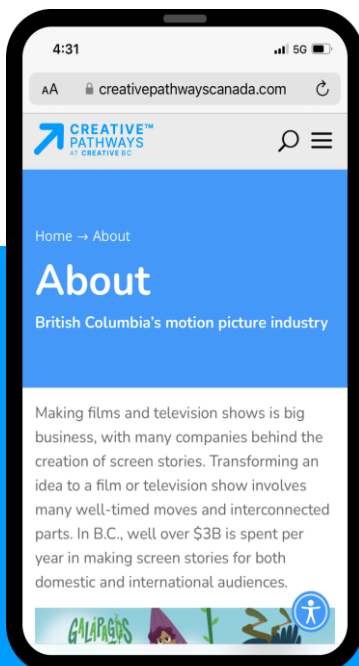 4:31
5G
AA creativepathwayscanada.com
CREATIVE™
PATHWAYS
AT CREATIVE BC
Home → About
About
British Columbia's motion picture industry
Making films and television shows is big
business, with many companies behind the
creation of screen stories. Transforming an
idea to a film or television show involves
many well-timed moves and interconnected
parts. In B.C., well over $3B is spent per
year in making screen stories for both
domestic and international audiences.
GALÁPAGOS